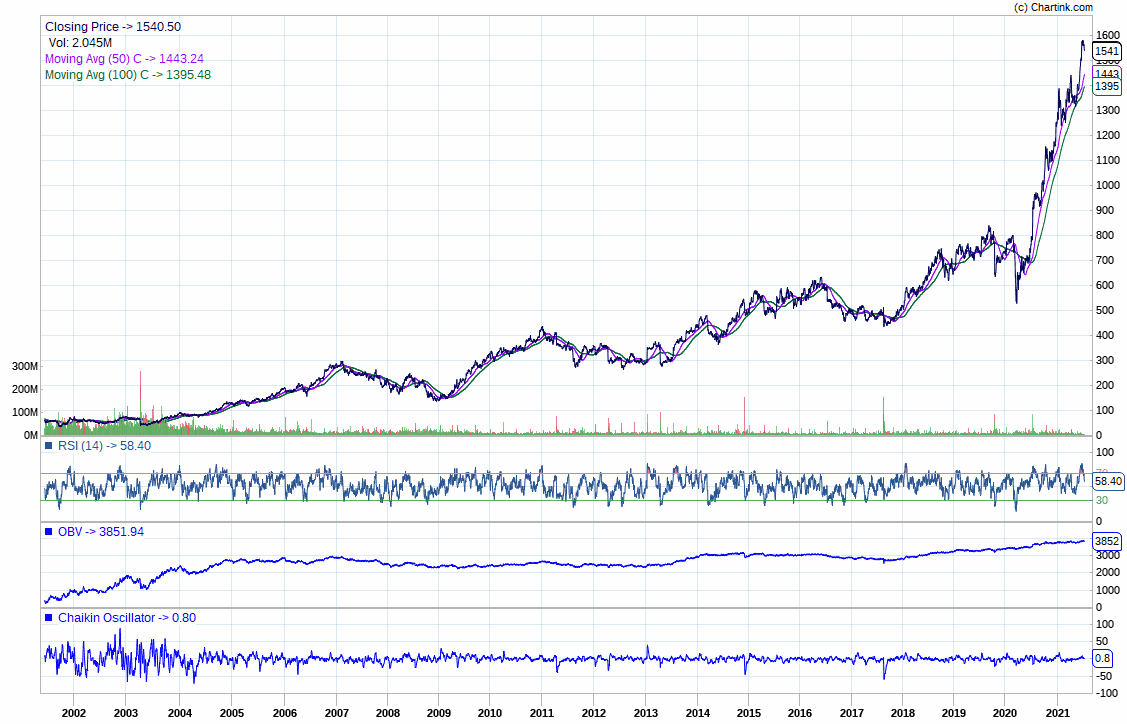 (c) Chartink.com
Closing Price -> 1540.50
Vol: 2.045M
Moving Avg (50) C -> 1443.24
Moving Avg (100) C -> 1395.48
1600
1541
1500
1443
1395
1300
1200
1100
1000
900
800
700
600
500
400
300
200
100
0
300M
200M
100M
0M
RSI (14) -> 58.40
100
70
58.40
30
0
OBV -> 3851.94
3852
3000
2000
1000
0
Chaikin Oscillator -> 0.80
100
50
0.8
-50
-100
2002 2003 2004 2005 2006 2007 2008 2009 2010 2011 2012 2013 2014 2015 2016 2017 2018 2019 2020 2021